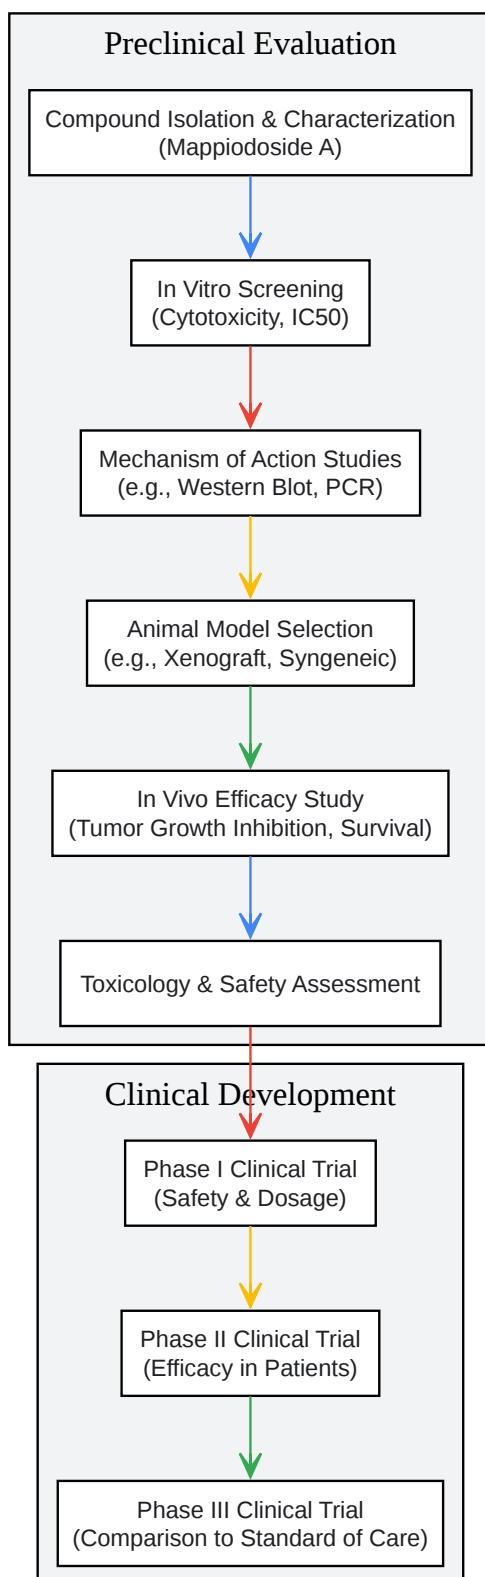 Preclinical Evaluation
Compound Isolation & Characterization
(Mappiodoside A)
In Vitro Screening
(Cytotoxicity, IC50)
Mechanism of Action Studies
(e.g., Western Blot, PCR)
Animal Model Selection
(e.g., Xenograft, Syngeneic)
In Vivo Efficacy Study
(Tumor Growth Inhibition, Survival)
Toxicology & Safety Assessment
Clinical Development
Phase I Clinical Trial
(Safety & Dosage)
Phase II Clinical Trial
(Efficacy in Patients)
Phase III Clinical Trial
(Comparison to Standard of Care)